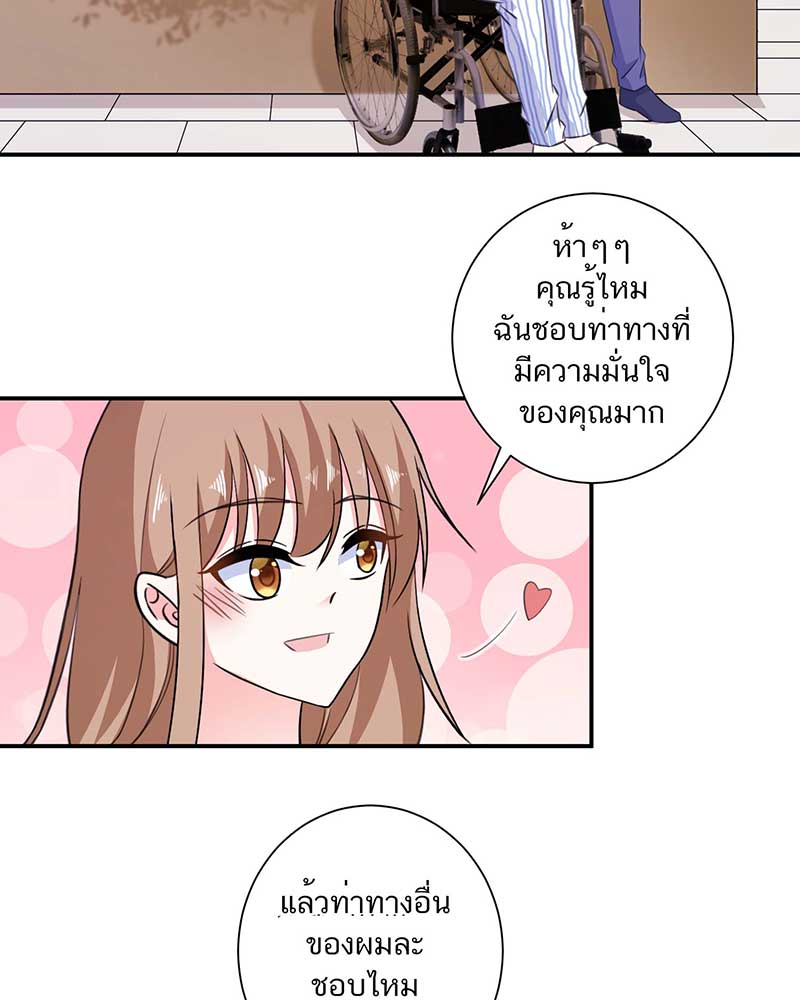 ห้าๆๆ
คุณรู้ไหม
ฉันชอบท่าทางที่
มีความมั่นใจ
ของคุณมาก
แล้วท่าทางอื่น
ของผมละ
ชอบไหม